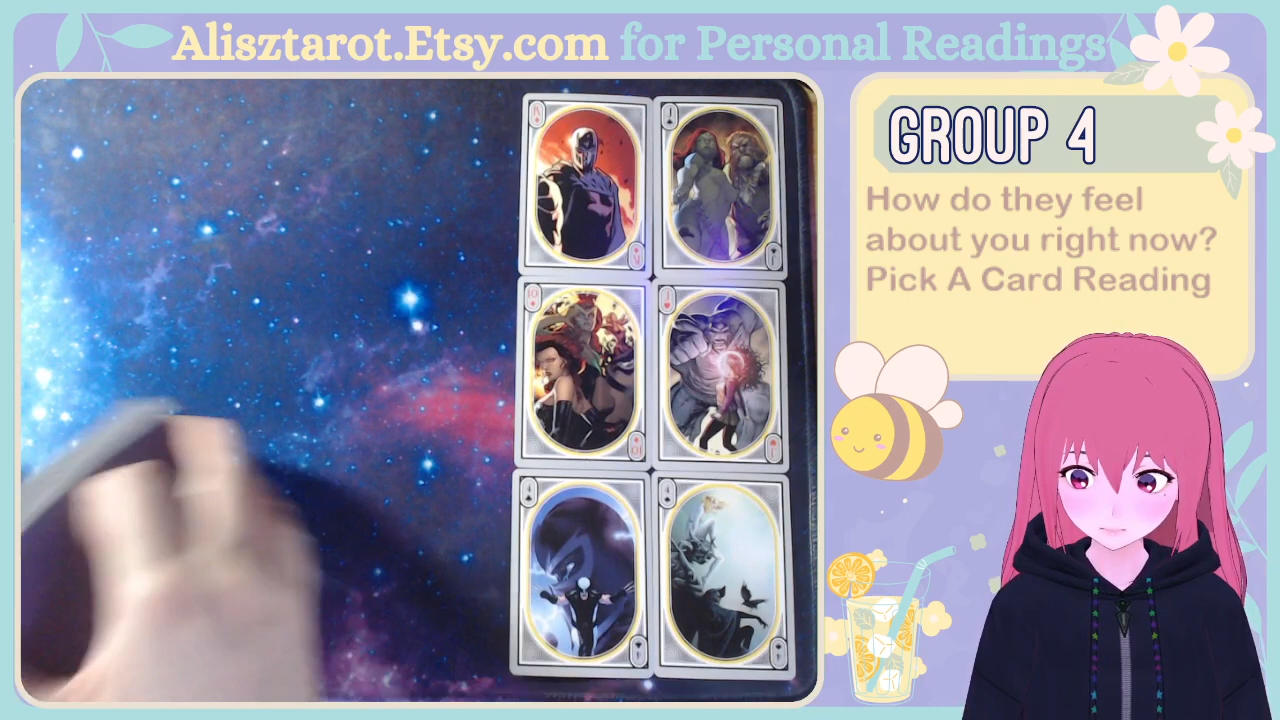 Alisztarot.Etsy.com for Personal Readings
GROUP 4
How do they feel
about you right now?
Pick A Card Reading